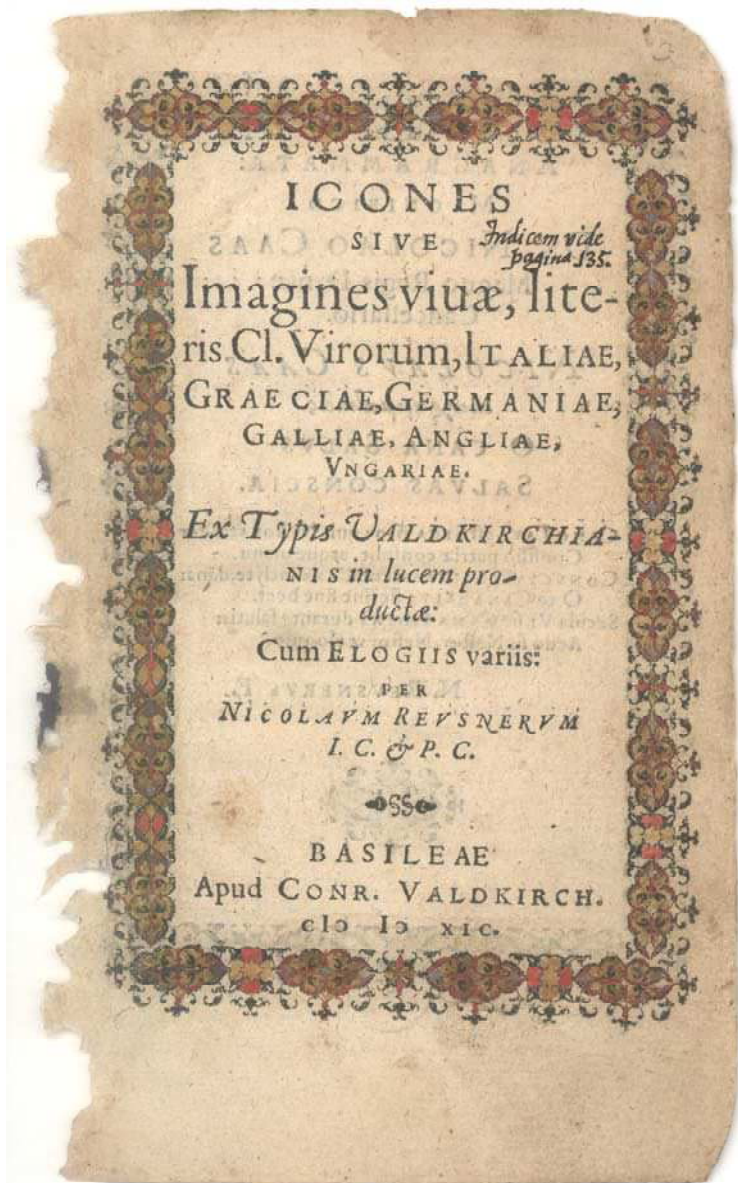 ICONES
SIVE
Indicem vide
pagina 135.
Imagines viuæ, lite-
ris Cl. Virorum, ITALIAE,
GRAECIAE, GERMANIAE,
GALLIAE, ANGLIAE,
VNGARIAE.
Ex Typis VALDKIRCHIA-
NIS in lucem pro-
ductæ:
Cum ELOGIIS variis:
PER
NICOLAVM REVSNERVM
I. C. & P. C.
BASILEAE
Apud CONR. VALDKIRCH.
cIↄ Iↄ XIC.